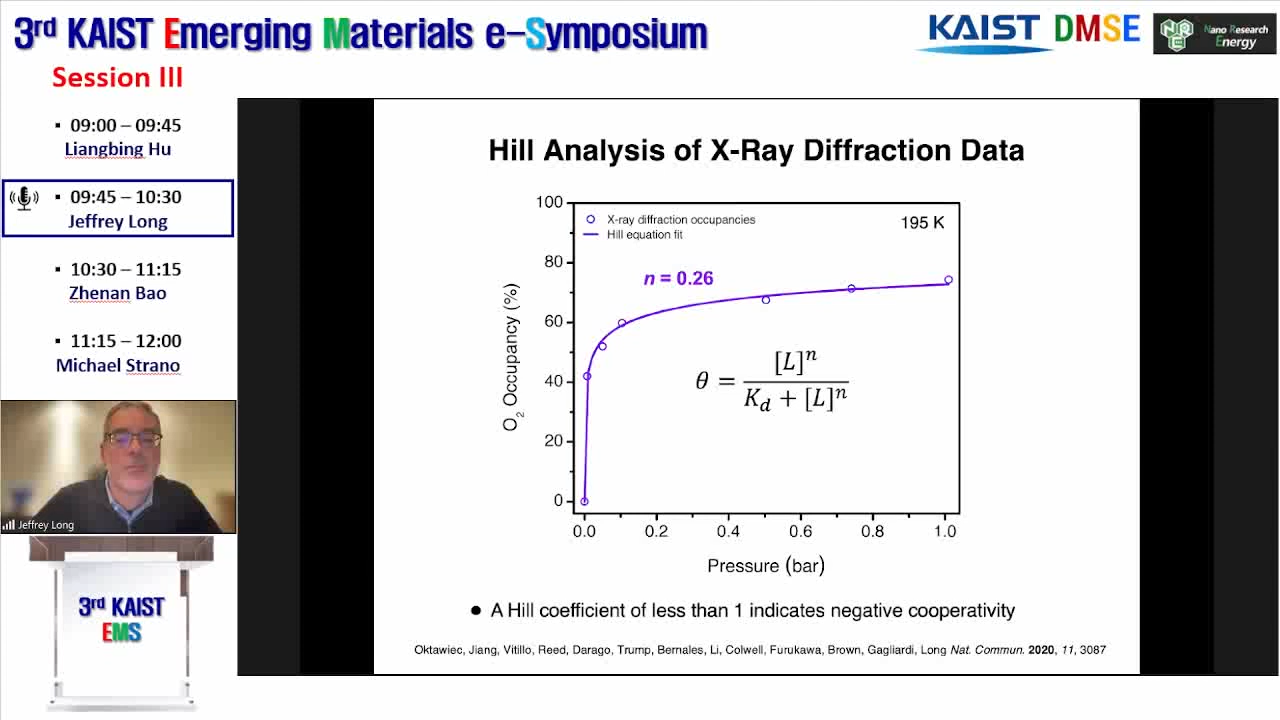 3rd KAIST Emerging Materials e-Symposium
KAIST DMSE
NRE
Nano Research
Energy
Session III
▪ 09:00 – 09:45
Liangbing Hu
▪ 09:45 – 10:30
Jeffrey Long
▪ 10:30 – 11:15
Zhenan Bao
▪ 11:15 – 12:00
Michael Strano
Jeffrey Long
3rd KAIST
EMS
Hill Analysis of X-Ray Diffraction Data
X-ray diffraction occupancies
Hill equation fit
195 K
n = 0.26
θ = [L]ⁿ / (K_d + [L]ⁿ)
O₂ Occupancy (%)
100
80
60
40
20
0
0.0 0.2 0.4 0.6 0.8 1.0
Pressure (bar)
● A Hill coefficient of less than 1 indicates negative cooperativity
Oktawiec, Jiang, Vitillo, Reed, Darago, Trump, Bernales, Li, Colwell, Furukawa, Brown, Gagliardi, Long Nat. Commun. 2020, 11, 3087